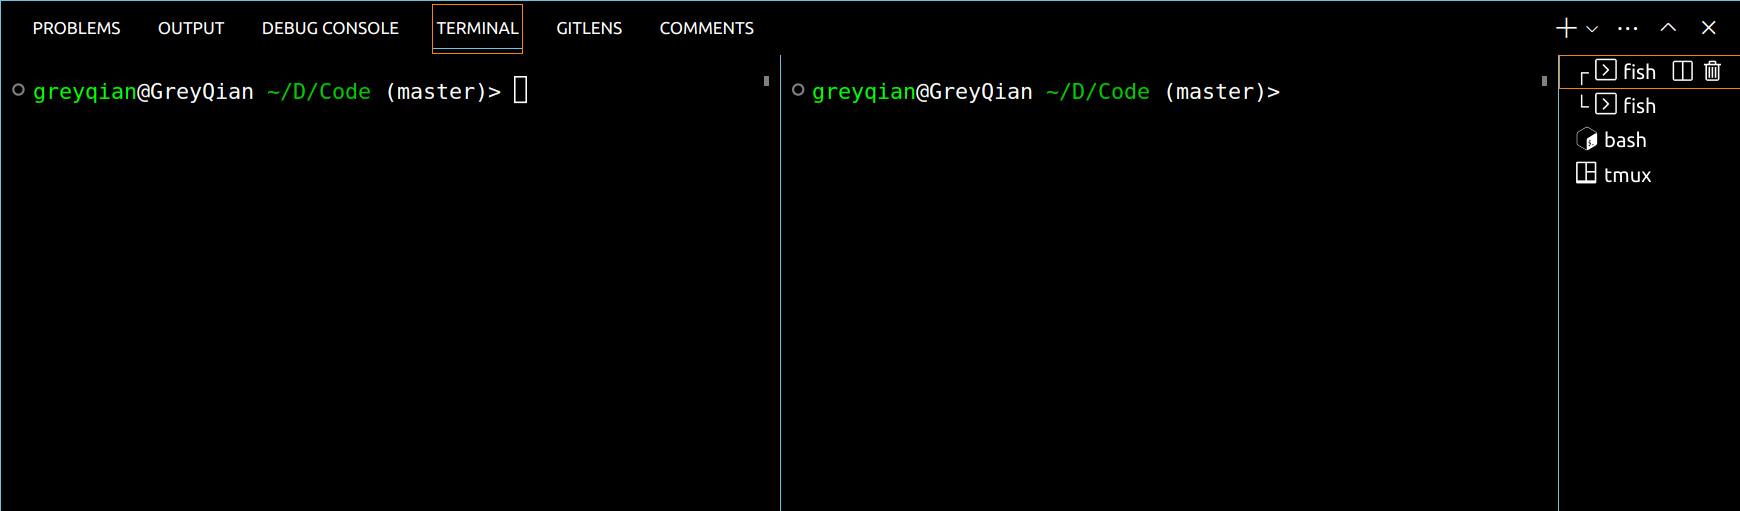 PROBLEMS OUTPUT DEBUG CONSOLE TERMINAL GITLENS COMMENTS
greyqian@GreyQian ~/D/Code (master)>
greyqian@GreyQian ~/D/Code (master)>
fish
fish
bash
tmux